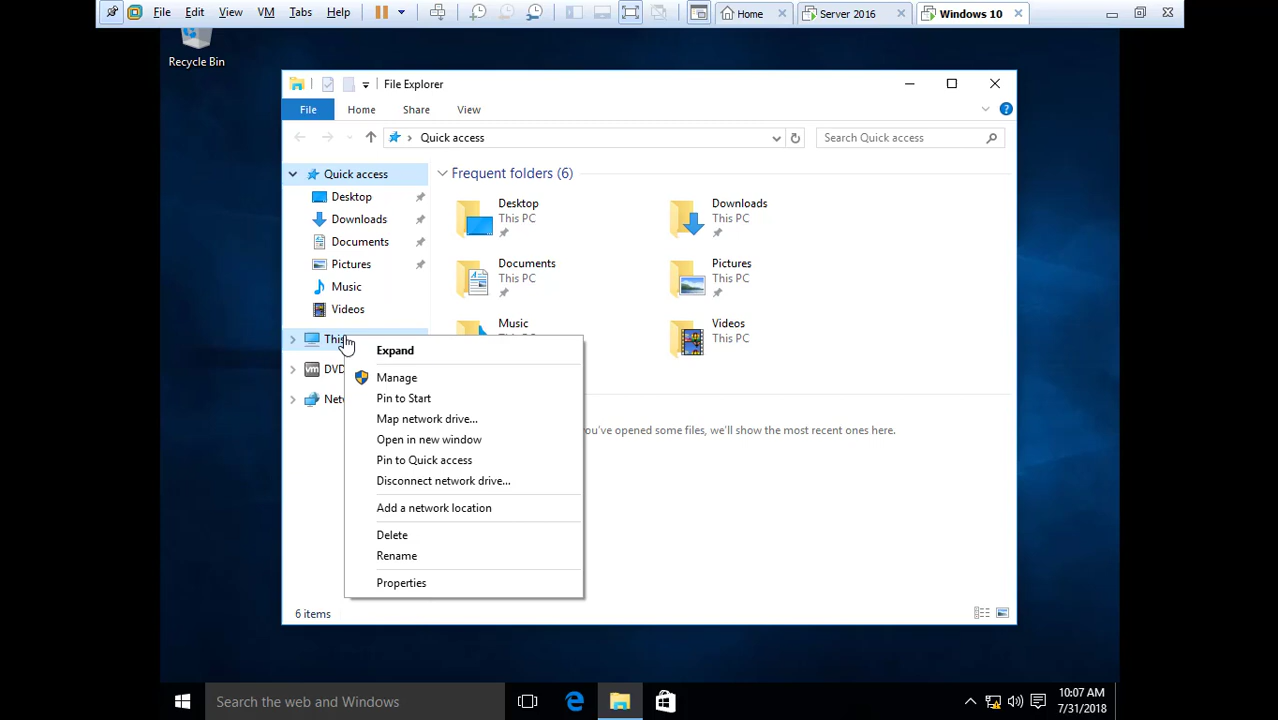 File Edit View VM Tabs Help Home Server 2016 Windows 10
Recycle Bin
File Explorer
File Home Share View
Quick access Search Quick access
Quick access
Desktop
Downloads
Documents
Pictures
Music
Videos
This
DVD
Netw
Frequent folders (6)
Desktop
This PC
Downloads
This PC
Documents
This PC
Pictures
This PC
Music
Videos
This PC
you've opened some files, we'll show the most recent ones here.
Expand
Manage
Pin to Start
Map network drive...
Open in new window
Pin to Quick access
Disconnect network drive...
Add a network location
Delete
Rename
Properties
6 items
vm
Search the web and Windows
10:07 AM
7/31/2018